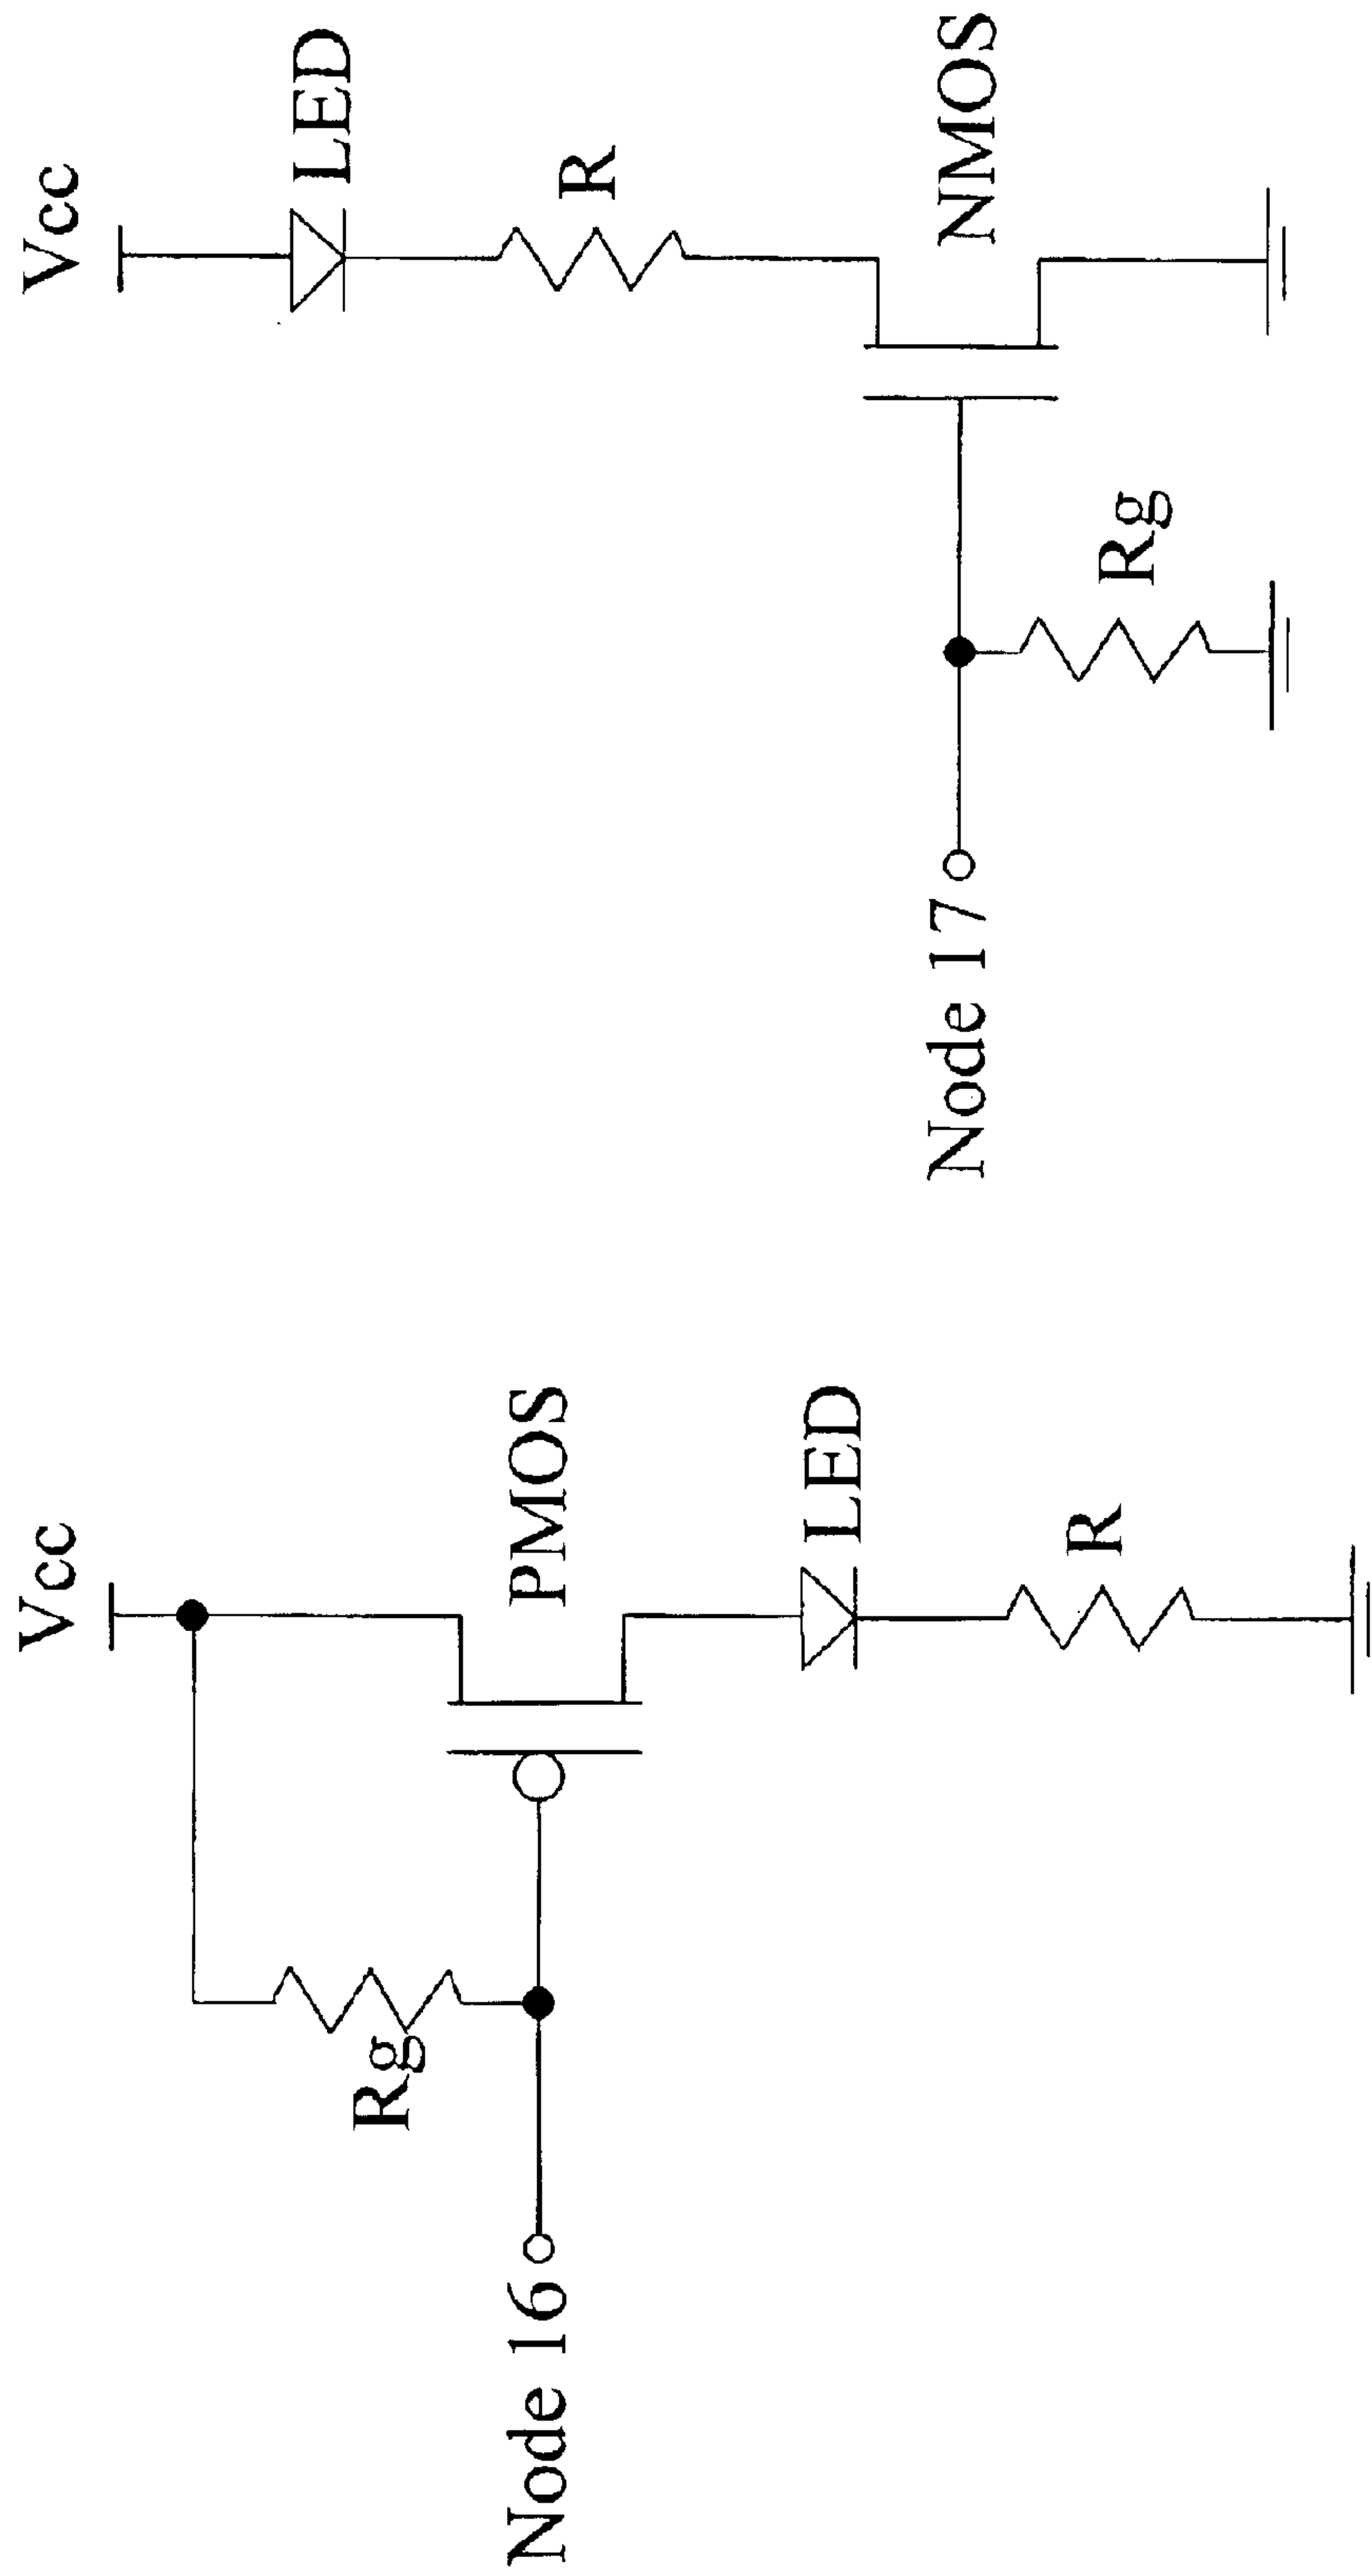 Vcc
PMOS
Rg
Node 16
LED
R
Vcc
LED
R
NMOS
Node 17
Rg